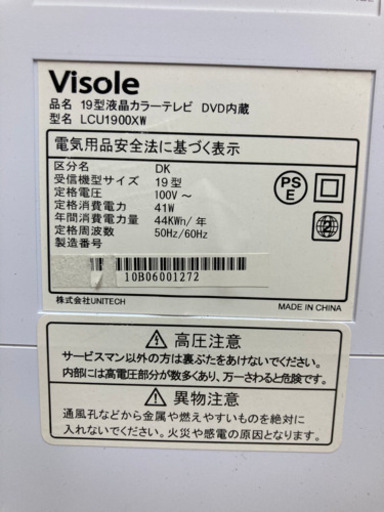 Visole
品名 19型液晶カラーテレビ DVD内蔵
型名 LCU1900XW
電気用品安全法に基づく表示
区分名 DK
受信機型サイズ 19型
定格電圧 100V～
定格消費電力 41W
年間消費電力量 44KWh/年
定格周波数 50Hz/60Hz
製造番号
PS
E
2
10B06001272
株式会社UNITECH
MADE IN CHINA
高圧注意
サービスマン以外の方は裏ぶたをあけないでください。
内部には高電圧部分が数多くあり、万一さわると危険です。
異物注意
通風孔などから金属や燃えやすいものを絶対に
入れないでください。火災や感電の原因となります。